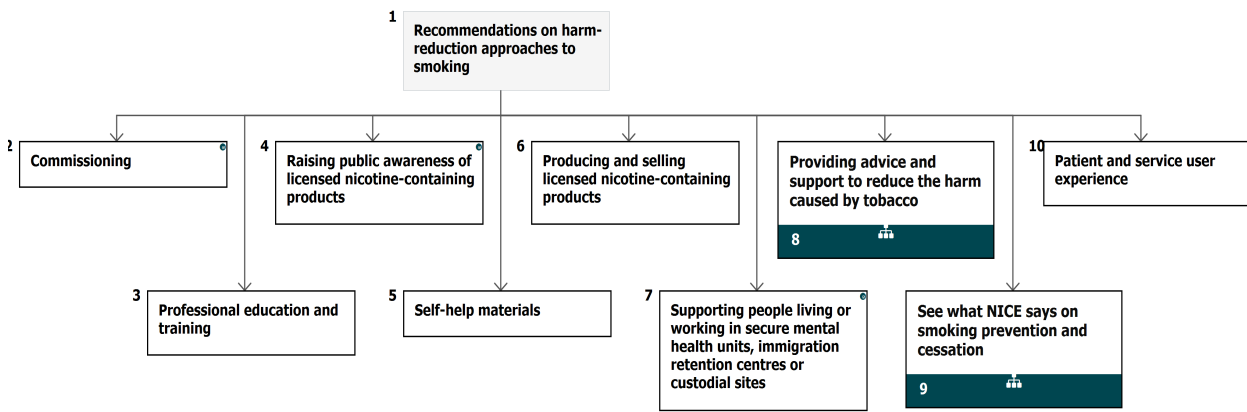 1
Recommendations on harm-
reduction approaches to
smoking
2
Commissioning
4
Raising public awareness of
licensed nicotine-containing
products
6
Producing and selling
licensed nicotine-containing
products
Providing advice and
support to reduce the harm
caused by tobacco
8
10
Patient and service user
experience
3
Professional education and
training
5
Self-help materials
7
Supporting people living or
working in secure mental
health units, immigration
retention centres or
custodial sites
See what NICE says on
smoking prevention and
cessation
9